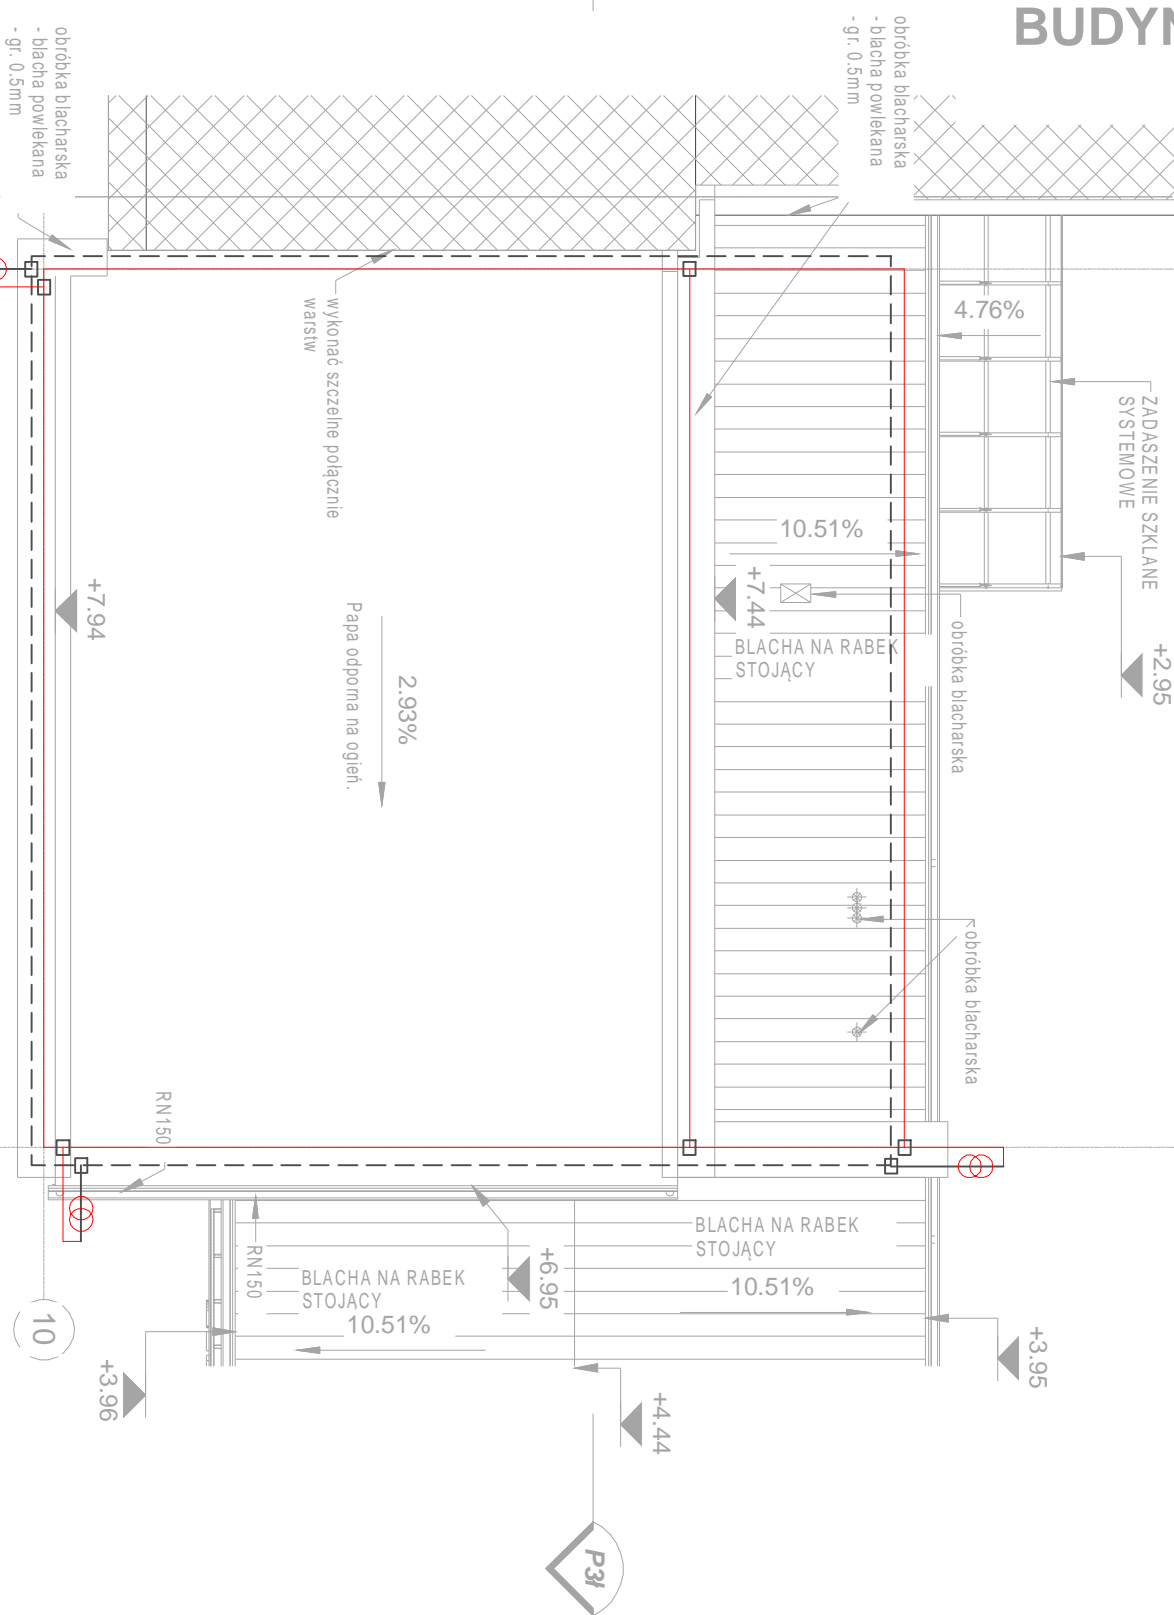 BUDYN
obróbka blacharska
- blacha powlekana
- gr. 0.5mm
obróbka blacharska
- blacha powlekana
- gr. 0.5mm
4.76%
ZADASZENIE SZKLANE
SYSTEMOWE
wykonać szczelne połącznie
warstw
10.51%
+7.94
+7.44
+2.95
Papa odporna na ogień.
2.93%
BLACHA NA RABEK
STOJĄCY
obróbka blacharska
obróbka blacharska
RN150
RN150
BLACHA NA RABEK
STOJĄCY
10.51%
+6.95
BLACHA NA RABEK
STOJĄCY
10.51%
10
+3.96
+3.95
+4.44